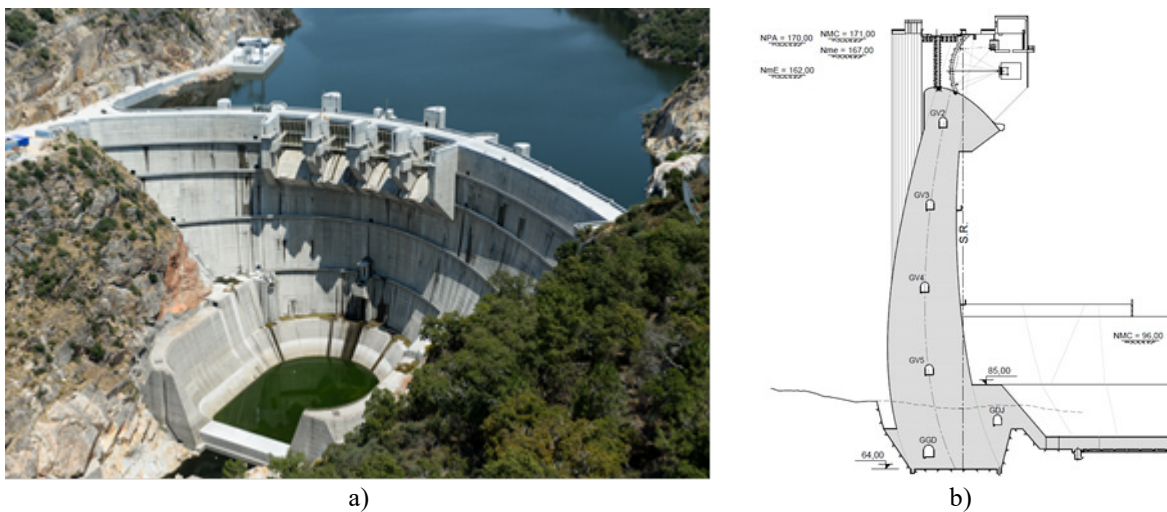 NPA = 170,00
NMC = 171,00
Nme = 167,00
NmE = 162,00
GV2
GV3
S.R.
GV4
NMC = 96,00
GV5
85,00
GDJ
GGD
64,00
a)
b)